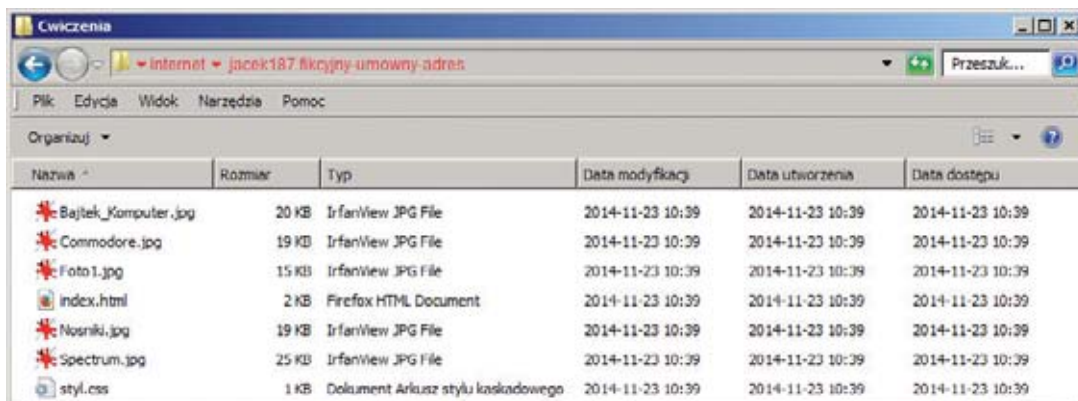 Cwiczenia
internet jacek187.fikcyjny-umowny-adres Przeszuk...
Plik Edycja Widok Narzędzia Pomoc
Organizuj
Nazwa Rozmiar Typ Data modyfikacji Data utworzenia Data dostępu
Bajtek_Komputer.jpg 20 KB IrfanView JPG File 2014-11-23 10:39 2014-11-23 10:39 2014-11-23 10:39
Commodore.jpg 19 KB IrfanView JPG File 2014-11-23 10:39 2014-11-23 10:39 2014-11-23 10:39
Foto1.jpg 15 KB IrfanView JPG File 2014-11-23 10:39 2014-11-23 10:39 2014-11-23 10:39
index.html 2 KB Firefox HTML Document 2014-11-23 10:39 2014-11-23 10:39 2014-11-23 10:39
Nosniki.jpg 19 KB IrfanView JPG File 2014-11-23 10:39 2014-11-23 10:39 2014-11-23 10:39
Spectrum.jpg 25 KB IrfanView JPG File 2014-11-23 10:39 2014-11-23 10:39 2014-11-23 10:39
styl.css 1 KB Dokument Arkusz stylu kaskadowego 2014-11-23 10:39 2014-11-23 10:39 2014-11-23 10:39